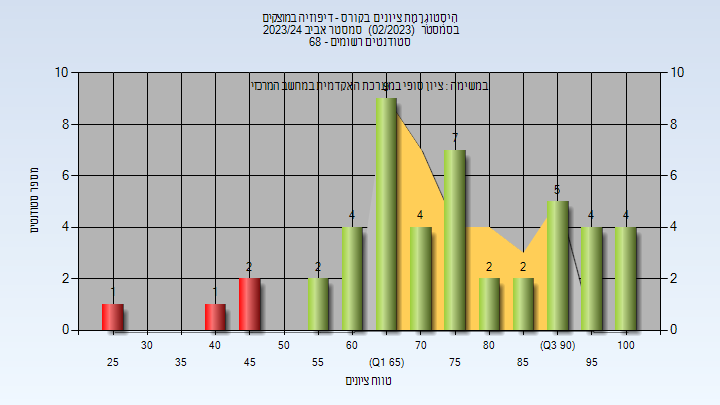 היסטוגרמת ציונים בקורס - דיפוזיה במוצקים
בסמסטר (02/2023) סמסטר אביב 2023/24
סטודנטים רשומים - 68
במשימה : ציון סופי במערכת האקדמית במחשב המרכזי
מספר סטודנטים
10 10
8 8
6 6
4 4
2 2
0 0
1 1 2 2 4 9 4 7 2 2 5 4 4
30 40 50 60 70 80 (Q3 90) 100
25 35 45 55 (Q1 65) 75 85 95
טווח ציונים